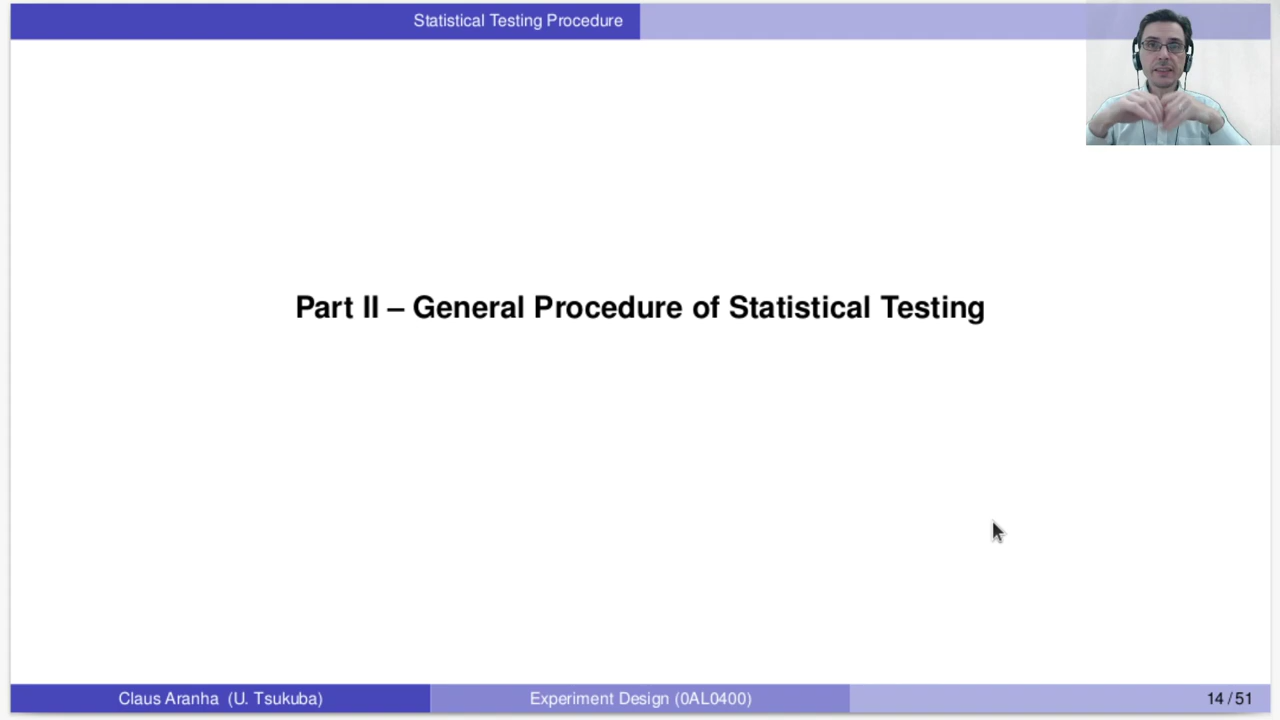 Statistical Testing Procedure
Part II – General Procedure of Statistical Testing
Claus Aranha (U. Tsukuba)
Experiment Design (0AL0400)
14 / 51